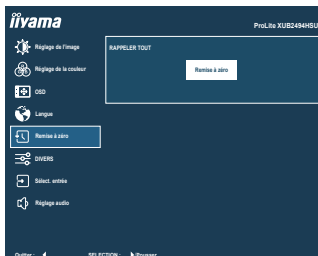 iiyama
ProLite XUB2494HSU
Réglage de l'image
RAPPELER TOUT
Réglage de la couleur
Remise à zéro
OSD
Langue
Remise à zéro
DIVERS
Sélect. entrée
Réglage audio
Quitter :
SELECTION : /Pousser